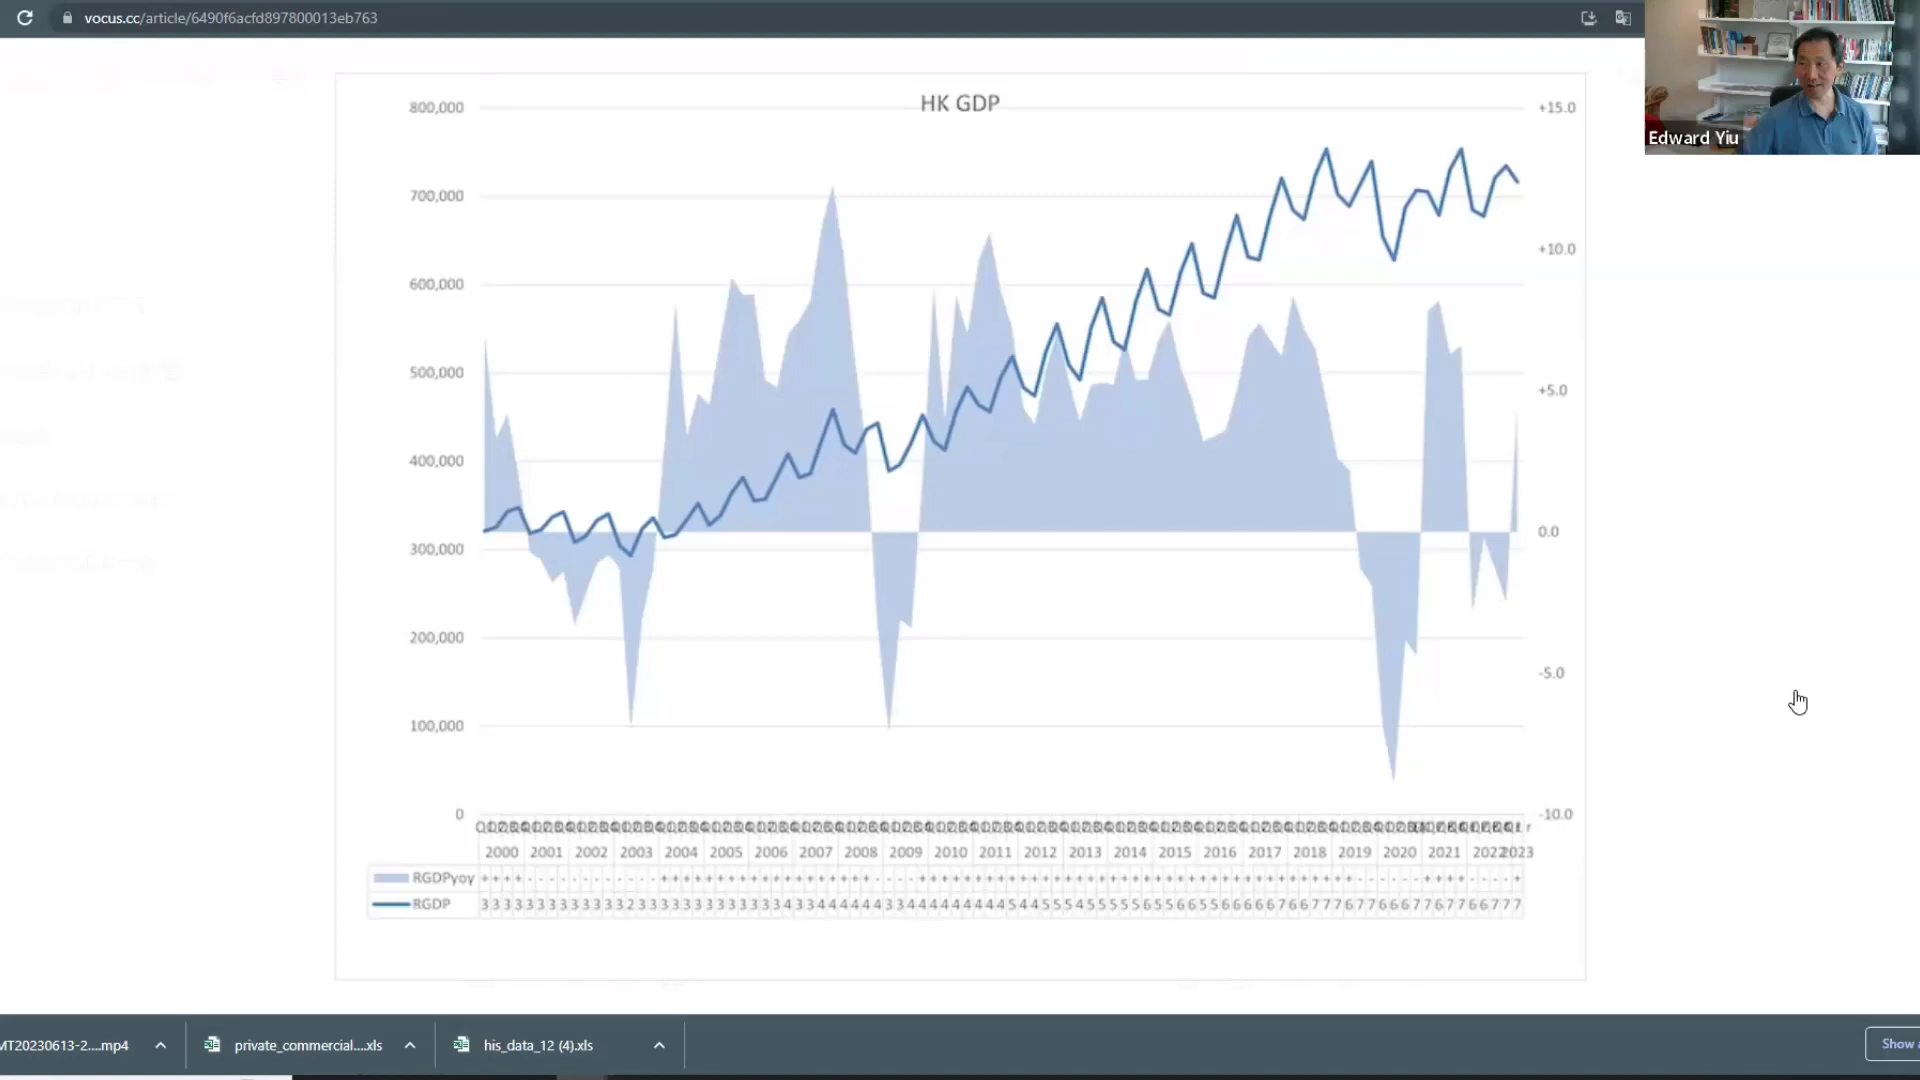 vocus.cc/article/6490f6acfd897800013eb763
Edward Yiu
HK GDP
800,000
700,000
600,000
500,000
400,000
300,000
200,000
100,000
0
+15.0
+10.0
+5.0
0.0
-5.0
-10.0
2000 2001 2002 2003 2004 2005 2006 2007 2008 2009 2010 2011 2012 2013 2014 2015 2016 2017 2018 2019 2020 2021 2022 2023
RGDPyoy
RGDP
MT20230613-2....mp4
private_commercial....xls
his_data_12 (4).xls
Show